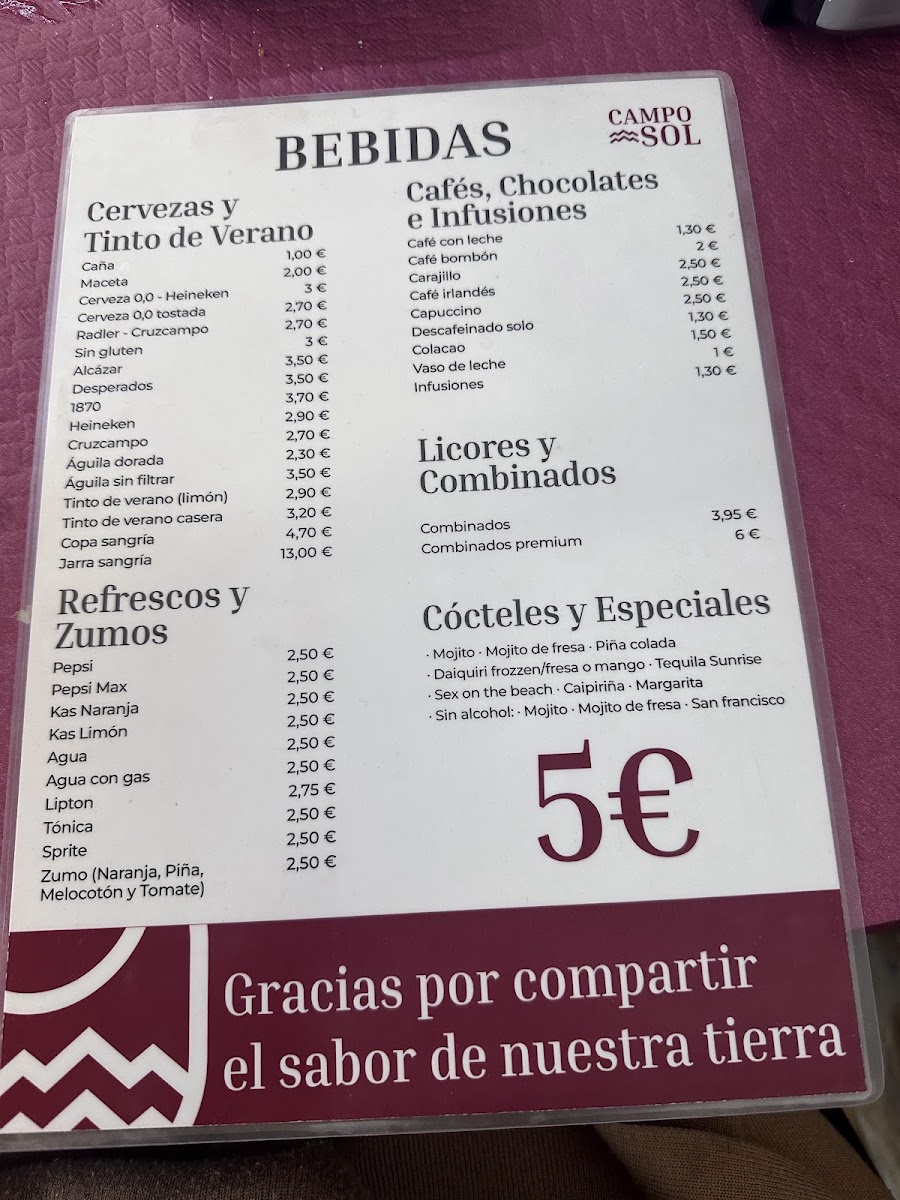 CAMPO
SOL
BEBIDAS
Cervezas y
Tinto de Verano
Caña 1,00 €
Maceta 2,00 €
Cerveza 0,0 - Heineken 3 €
Cerveza 0,0 tostada 2,70 €
Radler - Cruzcampo 2,70 €
Sin gluten 3 €
Alcázar 3,50 €
Desperados 3,50 €
1870 3,70 €
Heineken 2,90 €
Cruzcampo 2,70 €
Águila dorada 2,30 €
Águila sin filtrar 3,50 €
Tinto de verano (limón) 2,90 €
Tinto de verano casera 3,20 €
Copa sangría 4,70 €
Jarra sangría 13,00 €
Refrescos y
Zumos
Pepsi 2,50 €
Pepsi Max 2,50 €
Kas Naranja 2,50 €
Kas Limón 2,50 €
Agua 2,50 €
Agua con gas 2,50 €
Lipton 2,75 €
Tónica 2,50 €
Sprite 2,50 €
Zumo (Naranja, Piña, 2,50 €
Melocotón y Tomate)
Cafés, Chocolates
e Infusiones
Café con leche 1,30 €
Café bombón 2 €
Carajillo 2,50 €
Café irlandés 2,50 €
Capuccino 2,50 €
Descafeinado solo 1,30 €
Colacao 1,50 €
Vaso de leche 1 €
Infusiones 1,30 €
Licores y
Combinados
Combinados 3,95 €
Combinados premium 6 €
Cócteles y Especiales
· Mojito · Mojito de fresa · Piña colada
· Daiquiri frozzen/fresa o mango · Tequila Sunrise
· Sex on the beach · Caipiriña · Margarita
· Sin alcohol: · Mojito · Mojito de fresa · San francisco
5€
Gracias por compartir
el sabor de nuestra tierra